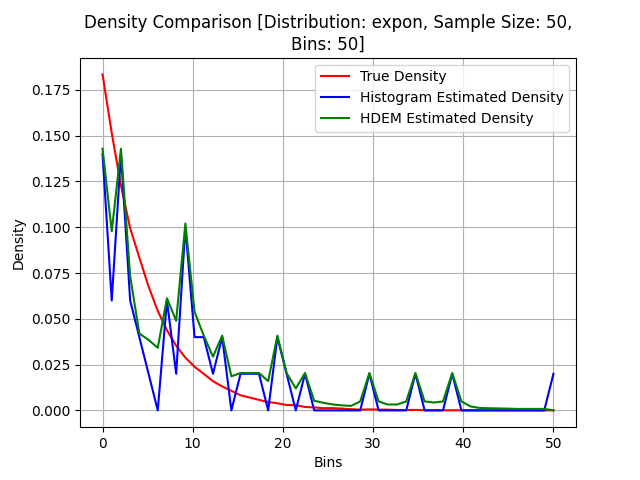 Density Comparison [Distribution: expon, Sample Size: 50,
Bins: 50]
True Density
Histogram Estimated Density
HDEM Estimated Density
Density
0.175
0.150
0.125
0.100
0.075
0.050
0.025
0.000
0 10 20 30 40 50
Bins